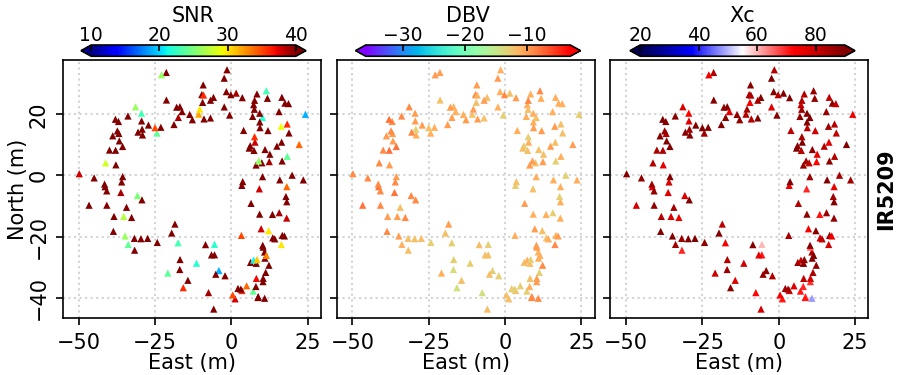 SNR DBV Xc
10 20 30 40 −30 −20 −10 20 40 60 80
20
0
−20
−40
North (m)
IR5209
−50 −25 0 25 −50 −25 0 25 −50 −25 0 25
East (m) East (m) East (m)